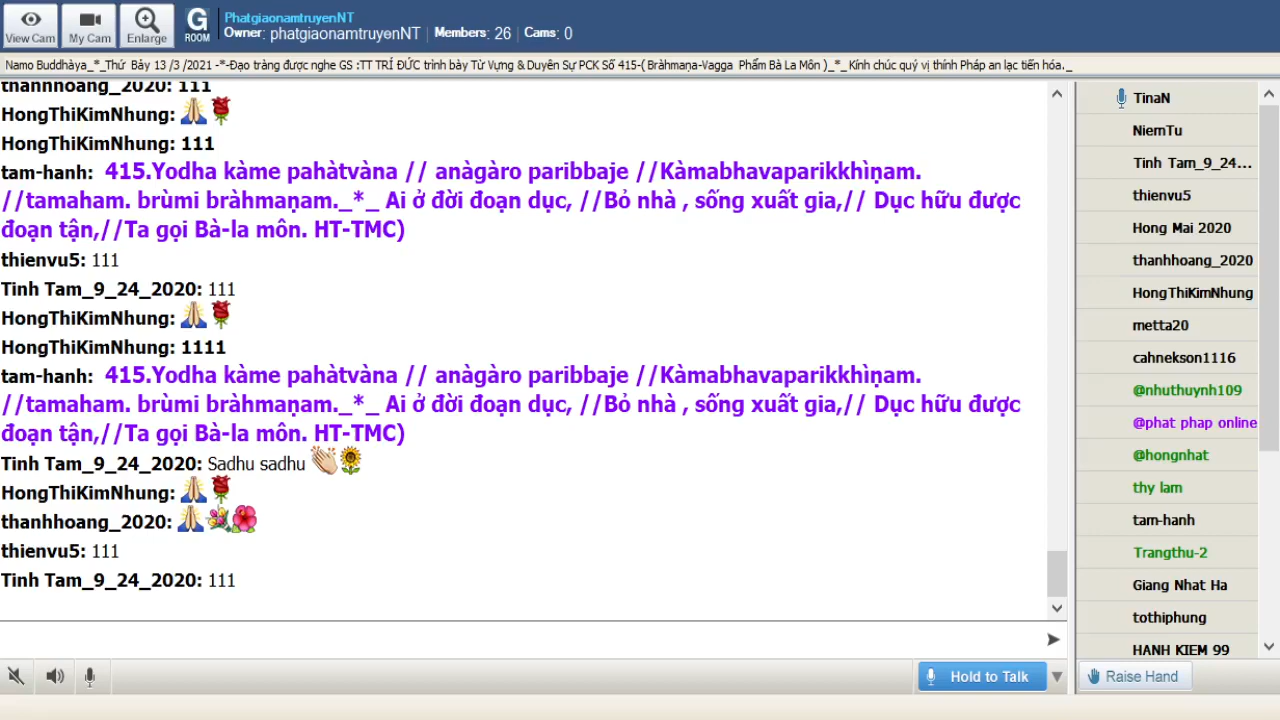 View Cam
My Cam
Enlarge
G
ROOM
PhatgiaonamtruyenNT
Owner: phatgiaonamtruyenNT | Members: 26 | Cams: 0
Namo Buddhàya_*_Thứ Bảy 13 /3 /2021 -*-Đạo tràng được nghe GS :TT TRÍ ĐỨC trình bày Từ Vựng & Duyên Sự PCK Số 415-( Bràhmaṇa-Vagga Phẩm Bà La Môn )_*_ Kính chúc quý vị thính Pháp an lạc tiến hóa._
thanhhoang_2020: 111
HongThiKimNhung: 🙏🌹
HongThiKimNhung: 111
tam-hanh: 415.Yodha kàme pahàtvàna // anàgàro paribbaje //Kàmabhavaparikkhìṇam.
//tamaham. brùmi bràhmaṇam._*_ Ai ở đời đoạn dục, //Bỏ nhà , sống xuất gia,// Dục hữu được
đoạn tận,//Ta gọi Bà-la môn. HT-TMC)
thienvu5: 111
Tinh Tam_9_24_2020: 111
HongThiKimNhung: 🙏🌹
HongThiKimNhung: 1111
tam-hanh: 415.Yodha kàme pahàtvàna // anàgàro paribbaje //Kàmabhavaparikkhìṇam.
//tamaham. brùmi bràhmaṇam._*_ Ai ở đời đoạn dục, //Bỏ nhà , sống xuất gia,// Dục hữu được
đoạn tận,//Ta gọi Bà-la môn. HT-TMC)
Tinh Tam_9_24_2020: Sadhu sadhu 👏🌻
HongThiKimNhung: 🙏🌹
thanhhoang_2020: 🙏💐🌺
thienvu5: 111
Tinh Tam_9_24_2020: 111
TinaN
NiemTu
Tinh Tam_9_24...
thienvu5
Hong Mai 2020
thanhhoang_2020
HongThiKimNhung
metta20
cahnekson1116
@nhuthuynh109
@phat phap online
@hongnhat
thy lam
tam-hanh
Trangthu-2
Giang Nhat Ha
tothiphung
HANH KIEM 99
Hold to Talk
Raise Hand